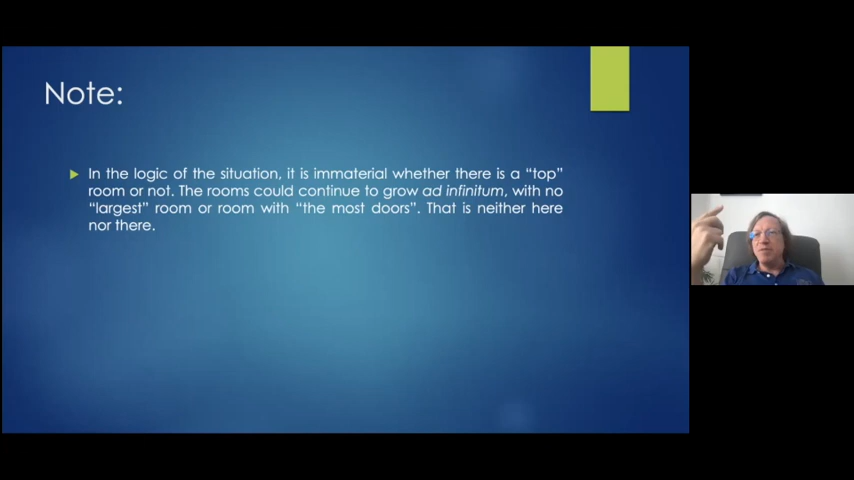 Note:
In the logic of the situation, it is immaterial whether there is a “top”
room or not. The rooms could continue to grow ad infinitum, with no
“largest” room or room with “the most doors”. That is neither here
nor there.